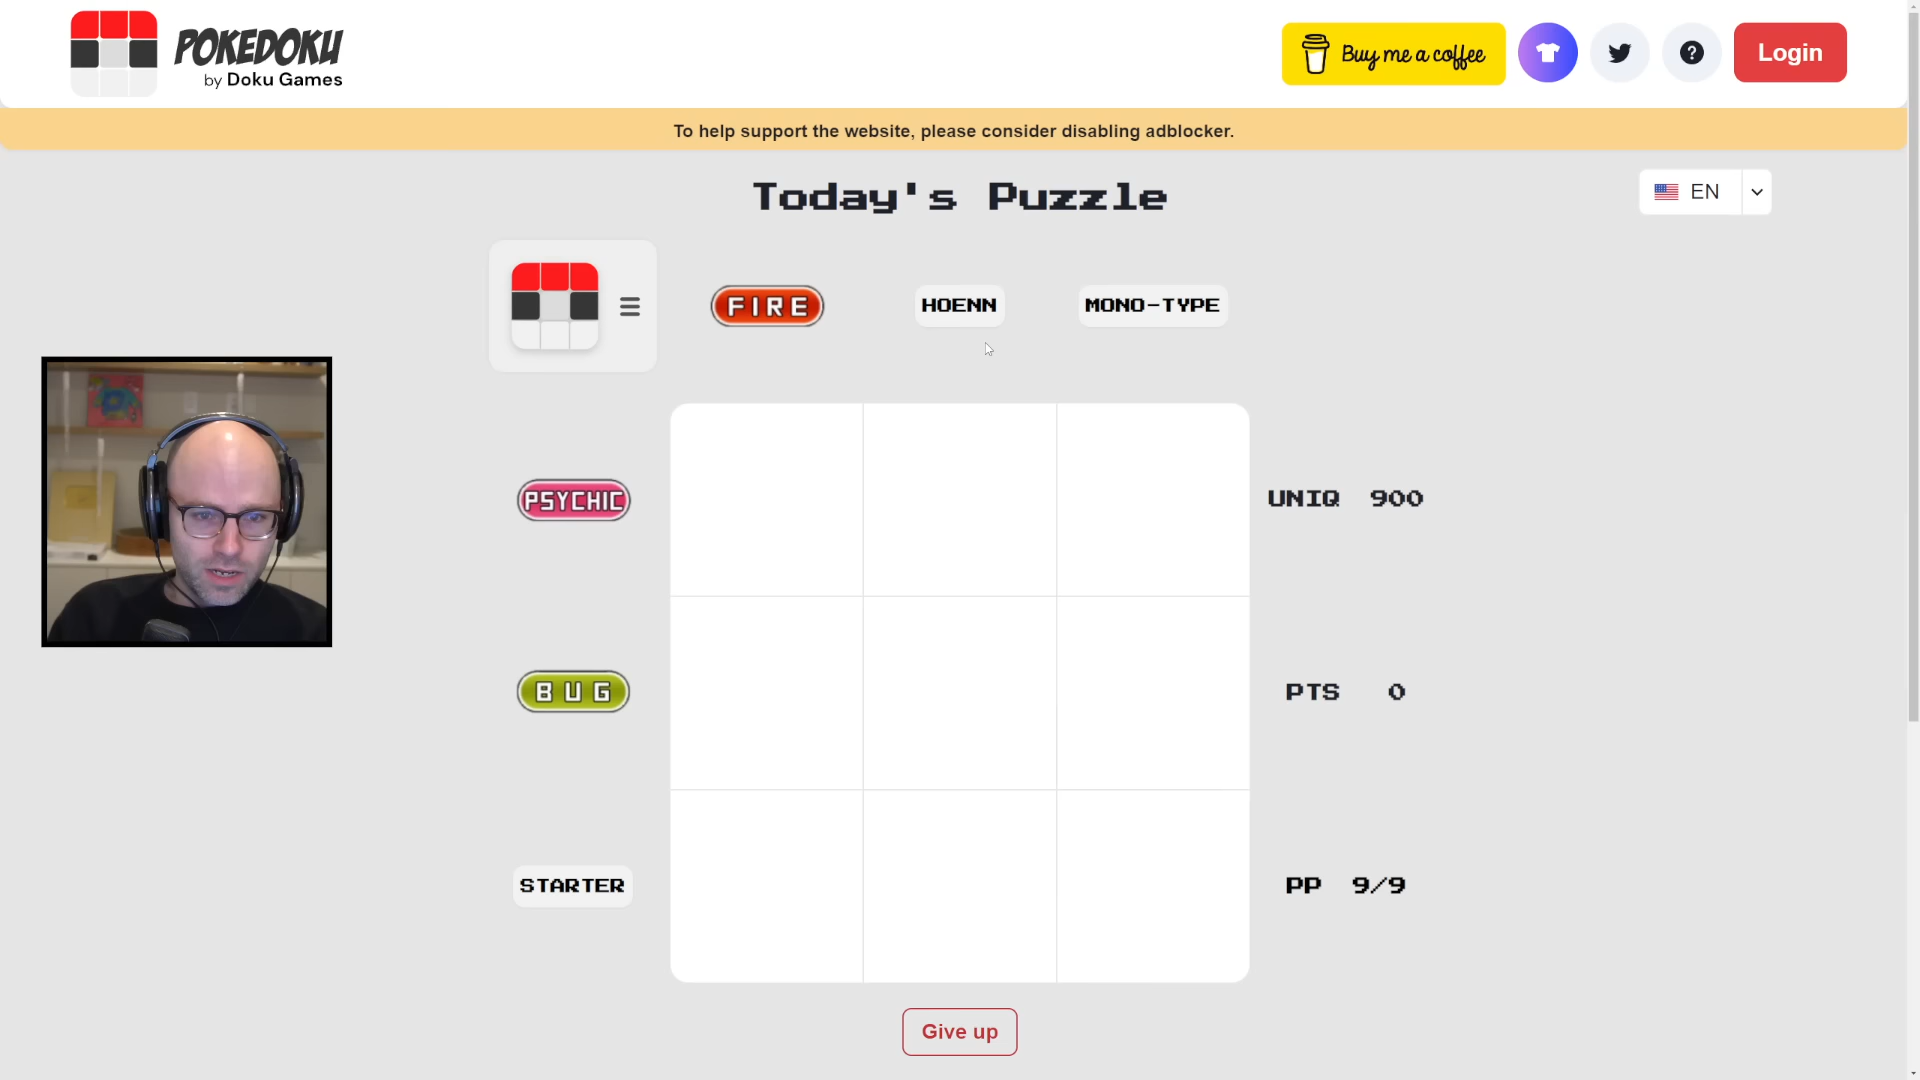 POKEDOKU
by Doku Games
Buy me a coffee
?
Login
To help support the website, please consider disabling adblocker.
Today's Puzzle
EN
FIRE
HOENN
MONO-TYPE
PSYCHIC
UNIQ 900
BUG
PTS 0
STARTER
PP 9/9
Give up